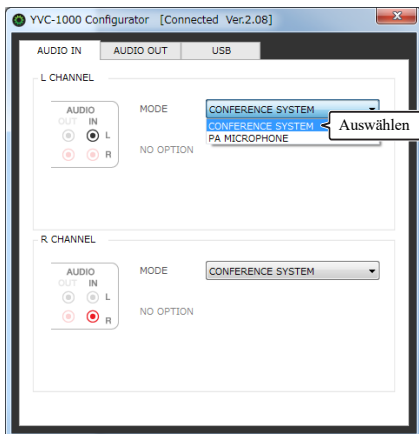 YVC-1000 Configurator [Connected Ver.2.08]
AUDIO IN AUDIO OUT USB
L CHANNEL
AUDIO
OUT IN
L
R
MODE CONFERENCE SYSTEM
CONFERENCE SYSTEM
PA MICROPHONE
Auswählen
NO OPTION
R CHANNEL
AUDIO
OUT IN
L
R
MODE CONFERENCE SYSTEM
NO OPTION